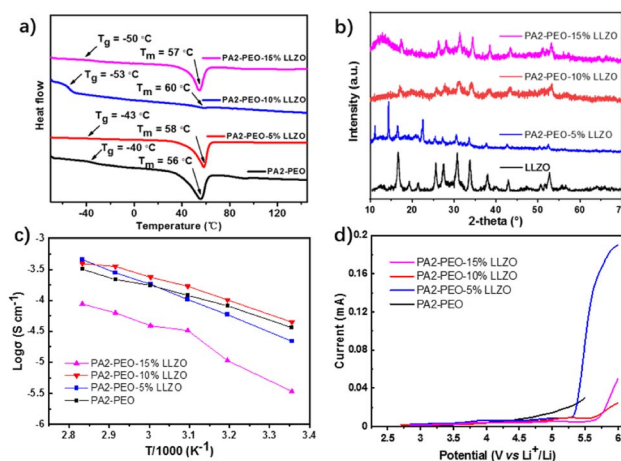 a)
Tg = -50 °C
Tm = 57 °C
PA2-PEO-15% LLZO
Tg = -53 °C
Tm = 60 °C
PA2-PEO-10% LLZO
Tg = -43 °C
Tm = 58 °C
PA2-PEO-5% LLZO
Tg = -40 °C
Tm = 56 °C
PA2-PEO
Heat flow
-40 0 40 80 120
Temperature (℃)
b)
PA2-PEO-15% LLZO
PA2-PEO-10% LLZO
PA2-PEO-5% LLZO
LLZO
Intensity (a.u.)
10 20 30 40 50 60 70
2-theta (°)
c)
-3
-3.5
-4
-4.5
-5
-5.5
-6
Logσ (S cm⁻¹)
PA2-PEO-15% LLZO
PA2-PEO-10% LLZO
PA2-PEO-5% LLZO
PA2-PEO
2.8 2.9 3 3.1 3.2 3.3 3.4
T/1000 (K⁻¹)
d)
0.2
0.16
0.12
0.08
0.04
0
Current (mA)
PA2-PEO-15% LLZO
PA2-PEO-10% LLZO
PA2-PEO-5% LLZO
PA2-PEO
2.5 3 3.5 4 4.5 5 5.5 6
Potential (V vs Li⁺/Li)